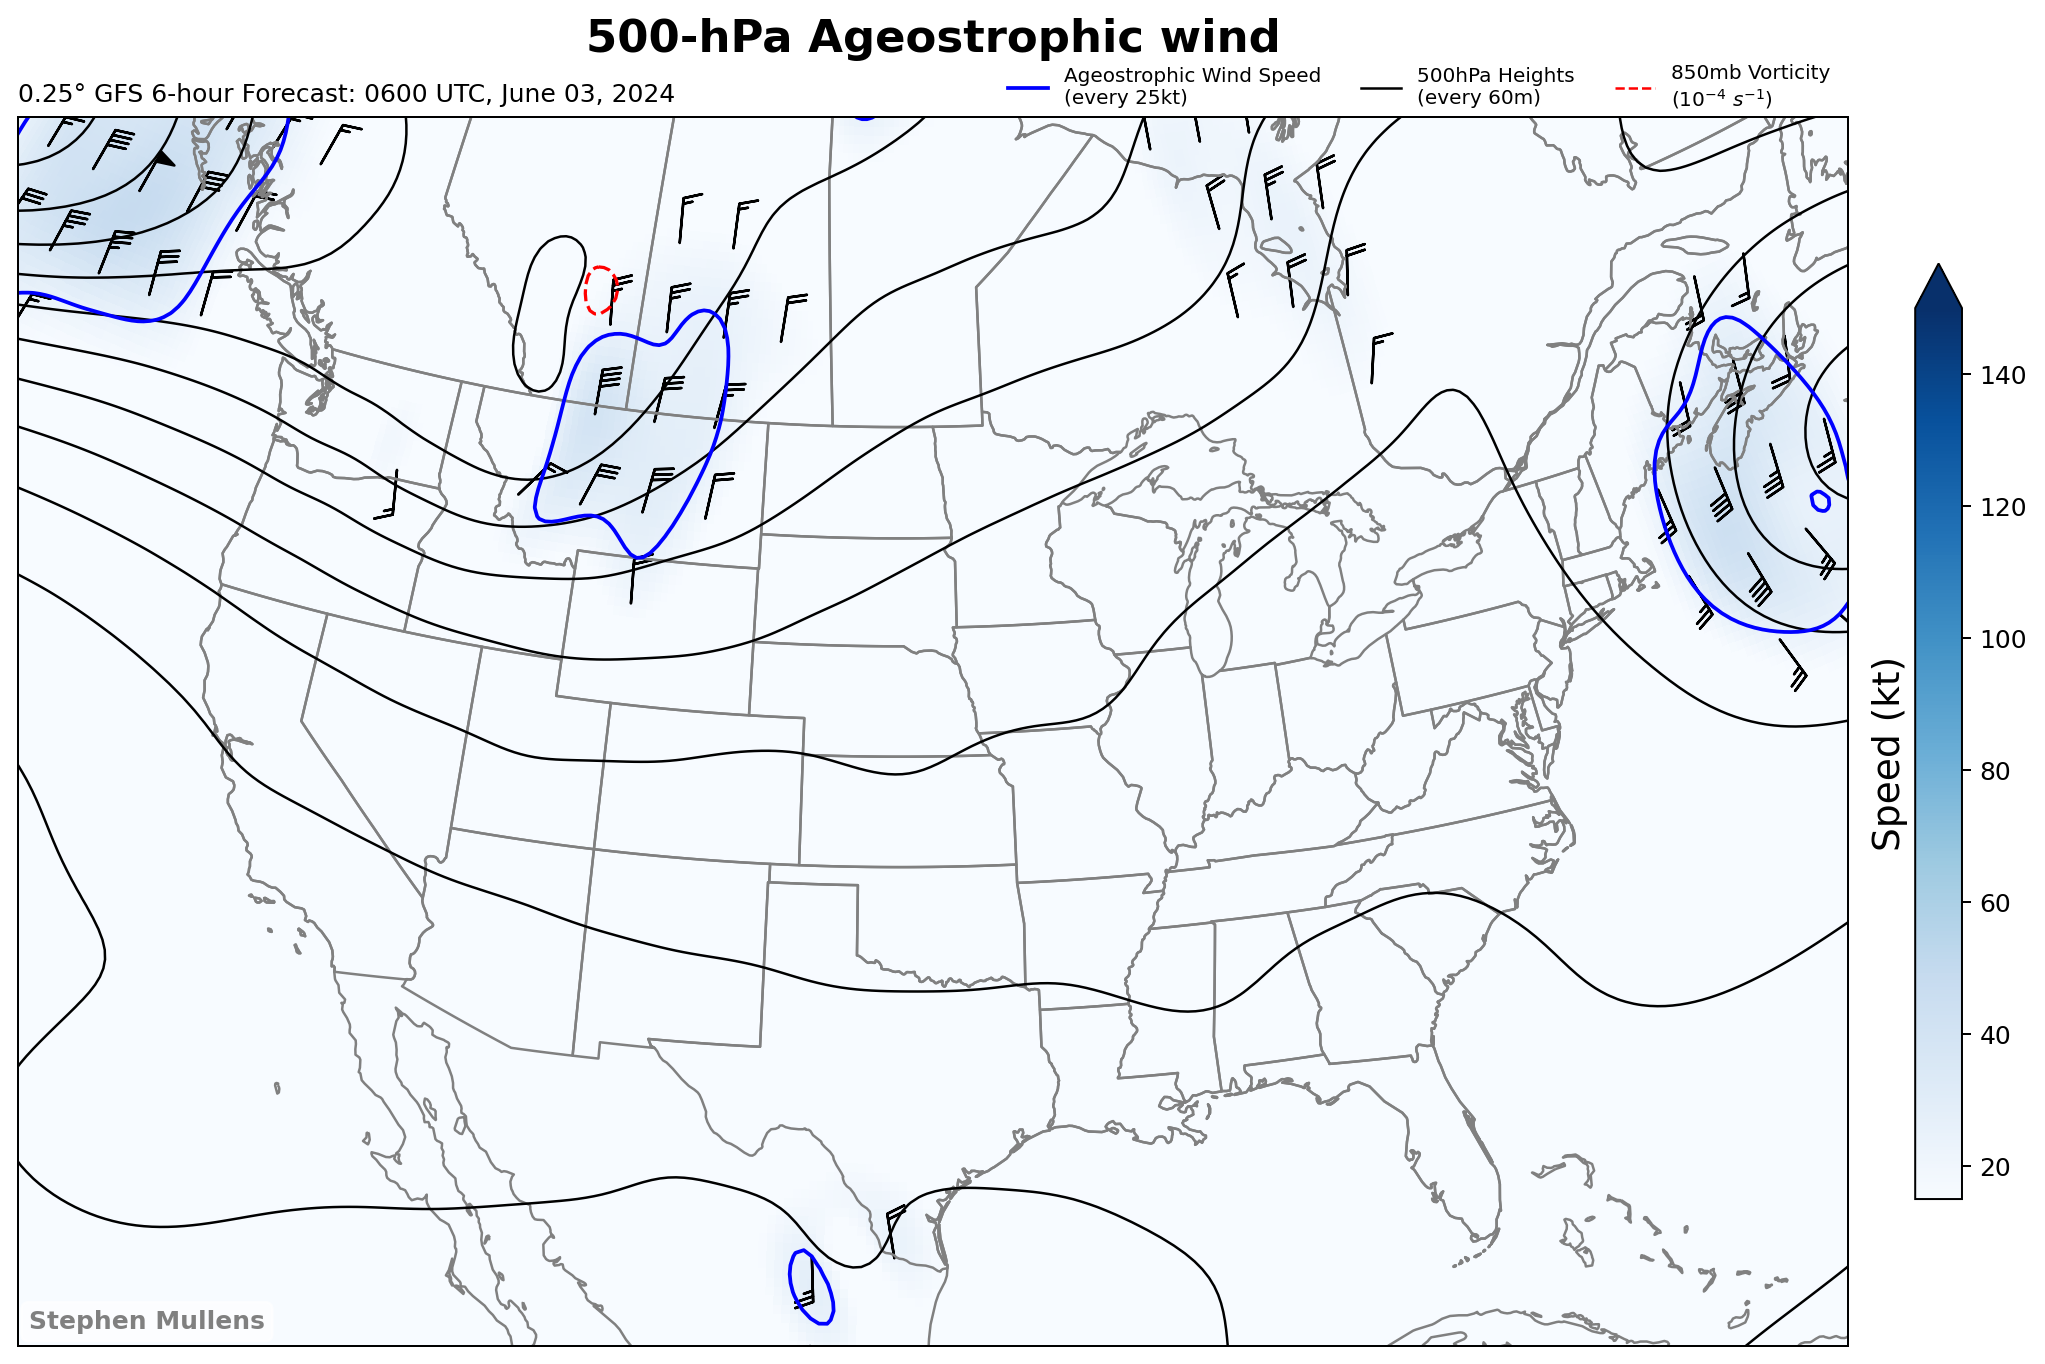 500-hPa Ageostrophic wind
0.25° GFS 6-hour Forecast: 0600 UTC, June 03, 2024
Ageostrophic Wind Speed
(every 25kt)
500hPa Heights
(every 60m)
850mb Vorticity
(10⁻⁴ s⁻¹)
140
120
100
80
60
40
20
Speed (kt)
Stephen Mullens